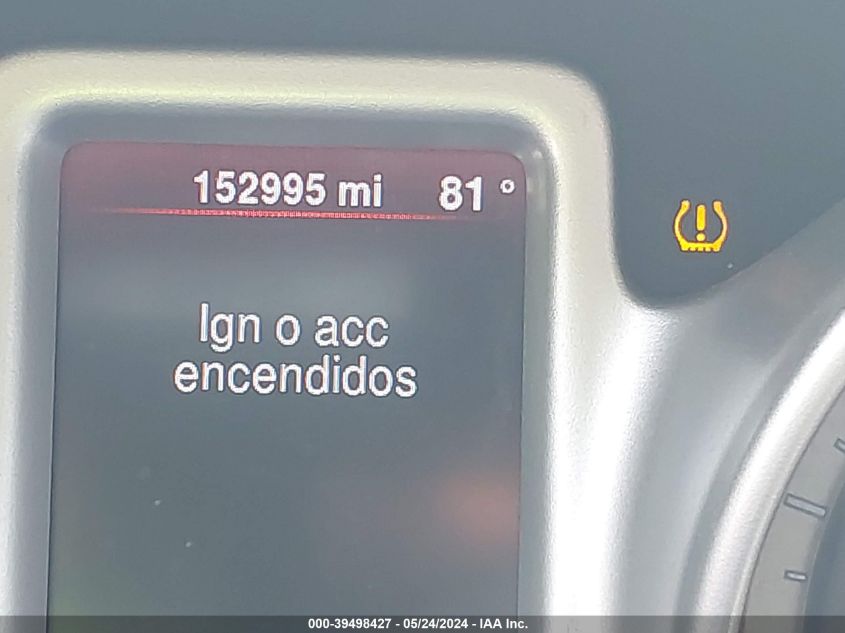 152995 mi 81 °
Ign o acc
encendidos
000-39498427 - 05/24/2024 - IAA Inc.